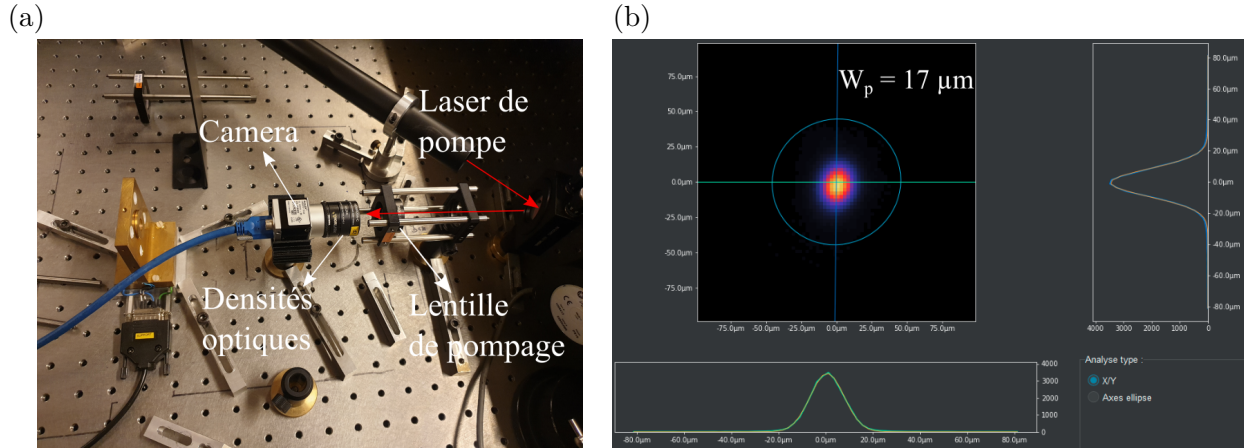 (a)
(b)
Laser de
pompe
Camera
Densités
optiques
Lentille
de pompage
W_p = 17 µm
75.0µm
50.0µm
25.0µm
0.0µm
-25.0µm
-50.0µm
-75.0µm
-75.0µm -50.0µm -25.0µm 0.0µm 25.0µm 50.0µm 75.0µm
80.0µm
60.0µm
40.0µm
20.0µm
0.0µm
-20.0µm
-40.0µm
-60.0µm
-80.0µm
4000 3000 2000 1000 0
4000
3000
2000
1000
0
-80.0µm -60.0µm -40.0µm -20.0µm 0.0µm 20.0µm 40.0µm 60.0µm 80.0µm
Analyse type :
X/Y
Axes ellipse